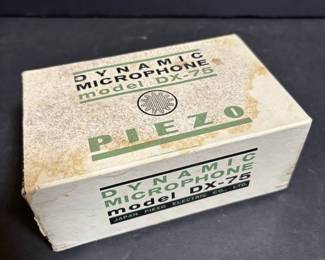 DYNAMIC
MICROPHONE
model DX-75
PIEZO
DYNAMIC
MICROPHONE
model DX-75
JAPAN PIEZO ELECTRIC CO., LTD.